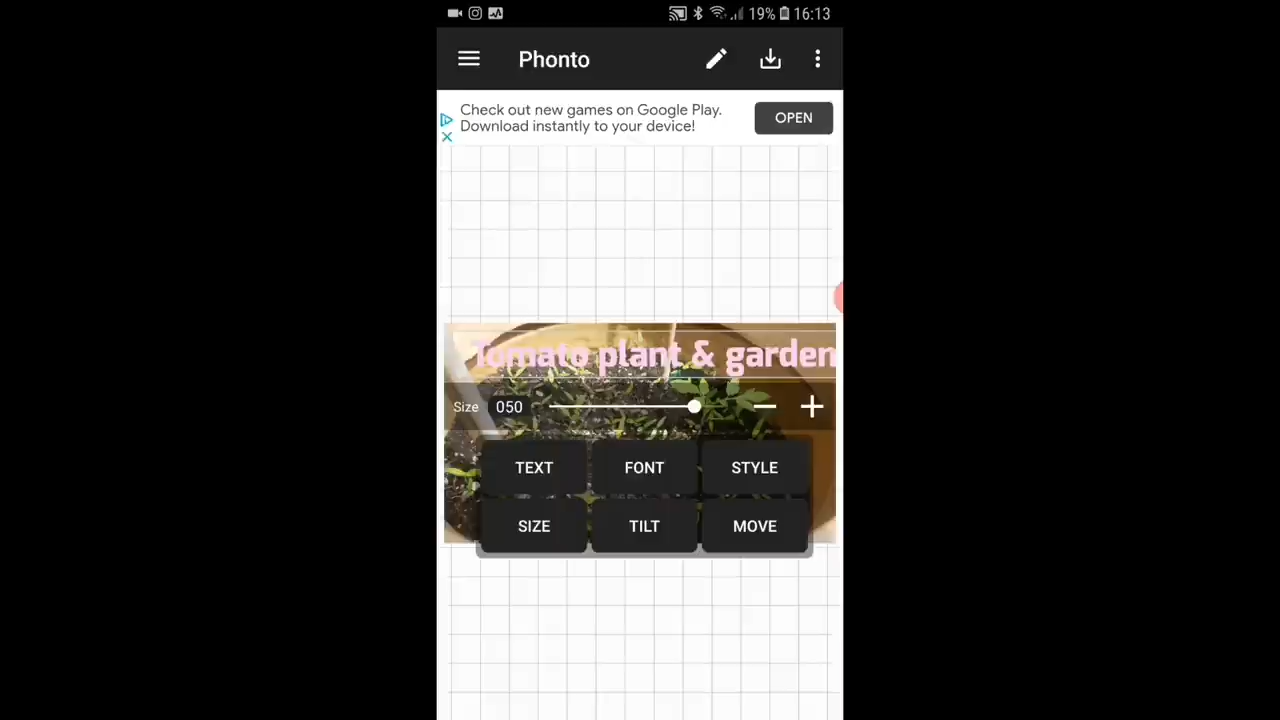 19% 16:13
Phonto
Check out new games on Google Play.
Download instantly to your device!
OPEN
Tomato plant & garden
Size 050
TEXT FONT STYLE
SIZE TILT MOVE